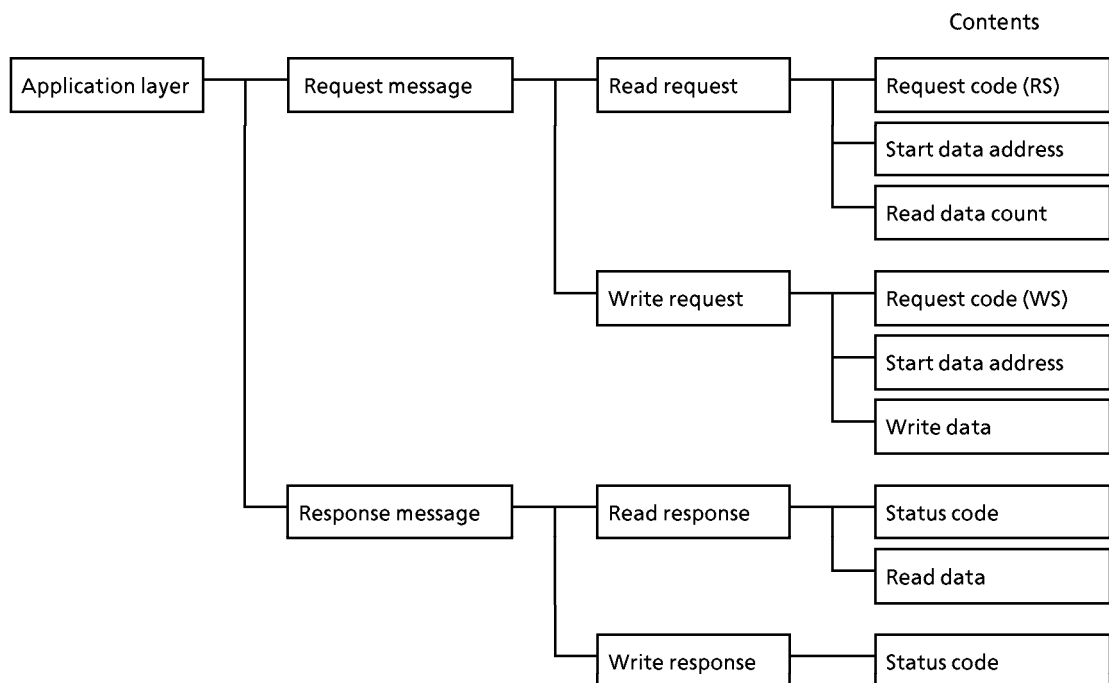 Contents
Application layer
Request message
Read request
Request code (RS)
Start data address
Read data count
Write request
Request code (WS)
Start data address
Write data
Response message
Read response
Status code
Read data
Write response
Status code